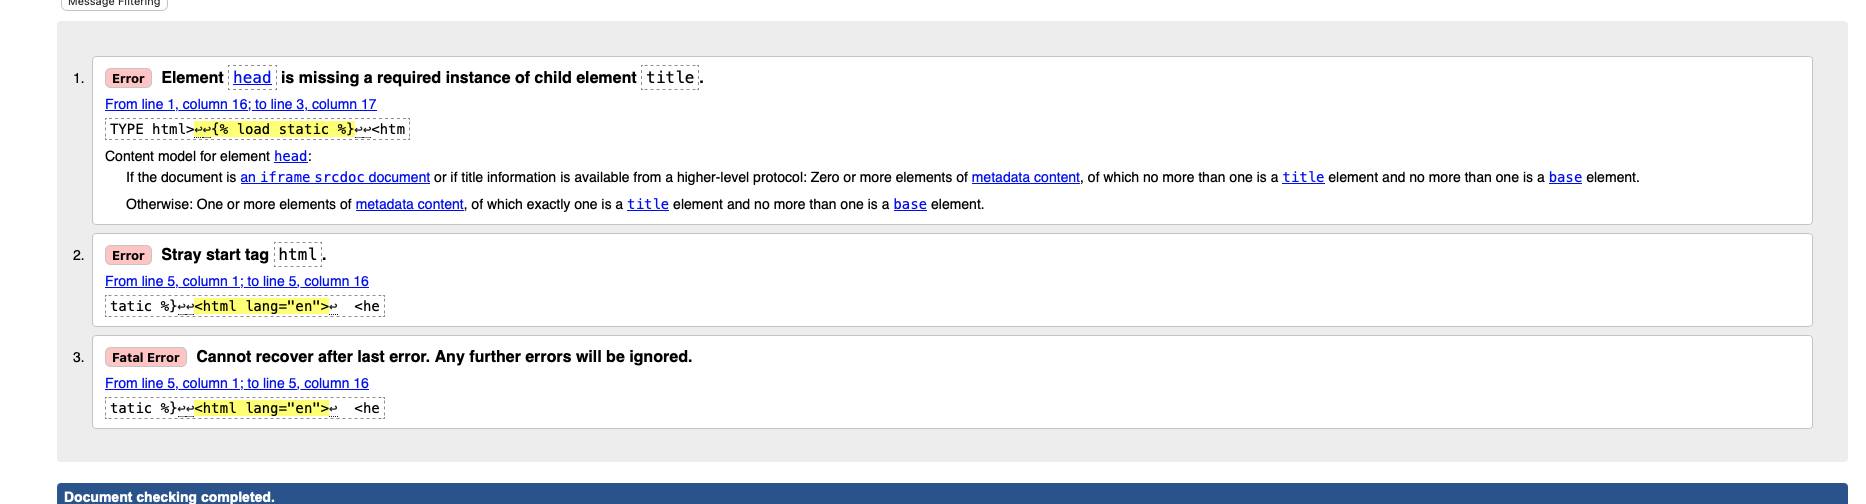 Message Filtering
1. Error Element head is missing a required instance of child element title.
From line 1, column 16; to line 3, column 17
TYPE html>↩↩{% load static %}↩↩<htm
Content model for element head:
If the document is an iframe srcdoc document or if title information is available from a higher-level protocol: Zero or more elements of metadata content, of which no more than one is a title element and no more than one is a base element.
Otherwise: One or more elements of metadata content, of which exactly one is a title element and no more than one is a base element.
2. Error Stray start tag html.
From line 5, column 1; to line 5, column 16
tatic %}↩↩<html lang="en">↩  <he
3. Fatal Error Cannot recover after last error. Any further errors will be ignored.
From line 5, column 1; to line 5, column 16
tatic %}↩↩<html lang="en">↩  <he
Document checking completed.